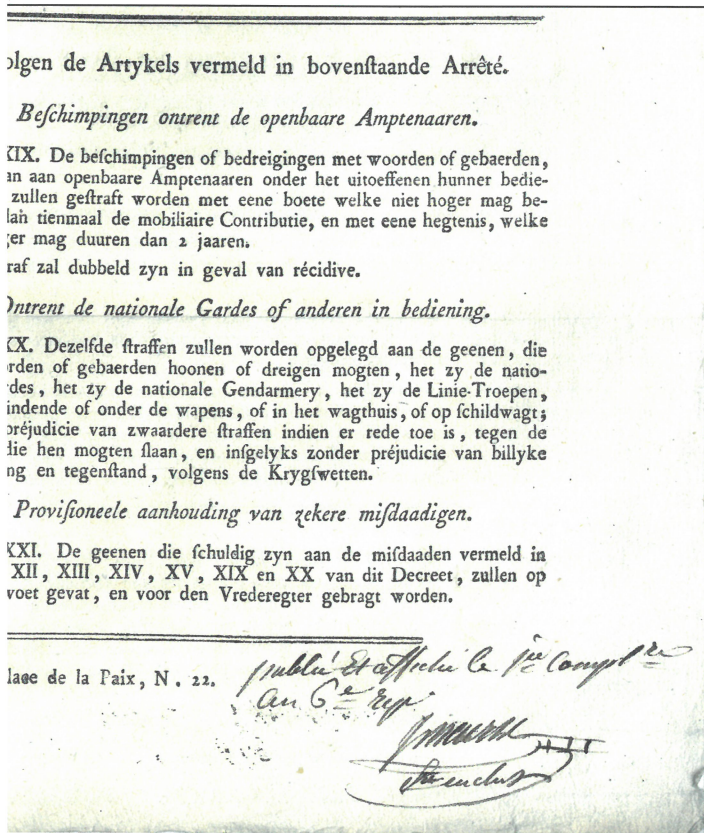 olgen de Artykels vermeld in bovenſtaande Arrêté.
Beſchimpingen ontrent de openbaare Amptenaaren.
XIX. De beſchimpingen of bedreigingen met woorden of gebaerden,
an aan openbaare Amptenaaren onder het uitoeffenen hunner bedie-
zullen geſtraft worden met eene boete welke niet hoger mag be-
dan tienmaal de mobiliaire Contributie, en met eene hegtenis, welke
ger mag duuren dan 2 jaaren.
raf zal dubbeld zyn in geval van récidive.
Ontrent de nationale Gardes of anderen in bediening.
XX. Dezelfde ſtraffen zullen worden opgelegd aan de geenen, die
orden of gebaerden hoonen of dreigen mogten, het zy de natio-
des, het zy de nationale Gendarmery, het zy de Linie-Troepen,
indende of onder de wapens, of in het wagthuis, of op ſchildwagt;
préjudicie van zwaardere ſtraffen indien er rede toe is, tegen de
die hen mogten ſlaan, en inſgelyks zonder préjudicie van billyke
ng en tegenſtand, volgens de Krygſwetten.
Proviſioneele aanhouding van zekere miſdaadigen.
XXI. De geenen die ſchuldig zyn aan de miſdaaden vermeld in
XII, XIII, XIV, XV, XIX en XX van dit Decreet, zullen op
voet gevat, en voor den Vrederegter gebragt worden.
lace de la Paix, N. 22.
publié Et affiché le 1er compl.re
an 6e rep.